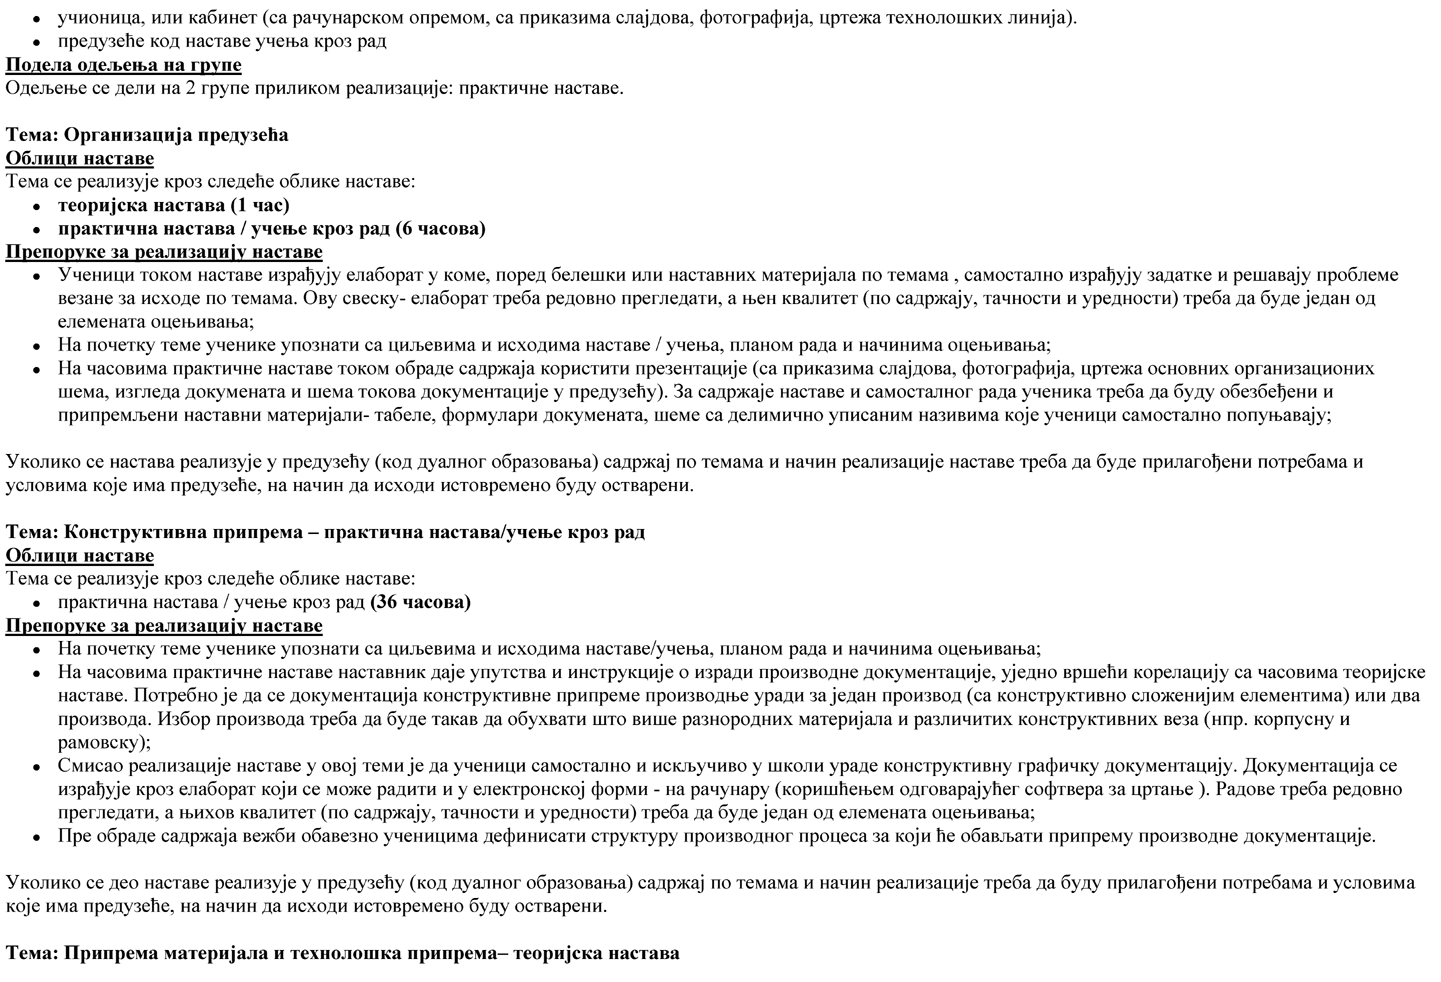 • учионица, или кабинет (са рачунарском опремом, са приказима слајдова, фотографија, цртежа технолошких линија).
• предузеће код наставе учења кроз рад
Подела одељења на групе
Одељење се дели на 2 групе приликом реализације: практичне наставе.
Тема: Организација предузећа
Облици наставе
Тема се реализује кроз следеће облике наставе:
• теоријска настава (1 час)
• практична настава / учење кроз рад (6 часова)
Препоруке за реализацију наставе
• Ученици током наставе израђују елаборат у коме, поред белешки или наставних материјала по темама , самостално израђују задатке и решавају проблеме
везане за исходе по темама. Ову свеску- елаборат треба редовно прегледати, а њен квалитет (по садржају, тачности и уредности) треба да буде један од
елемената оцењивања;
• На почетку теме ученике упознати са циљевима и исходима наставе / учења, планом рада и начинима оцењивања;
• На часовима практичне наставе током обраде садржаја користити презентације (са приказима слајдова, фотографија, цртежа основних организационих
шема, изгледа докумената и шема токова документације у предузећу). За садржаје наставе и самосталног рада ученика треба да буду обезбеђени и
припремљени наставни материјали- табеле, формулари докумената, шеме са делимично уписаним називима које ученици самостално попуњавају;
Уколико се настава реализује у предузећу (код дуалног образовања) садржај по темама и начин реализације наставе треба да буде прилагођени потребама и
условима које има предузеће, на начин да исходи истовремено буду остварени.
Тема: Конструктивна припрема – практична настава/учење кроз рад
Облици наставе
Тема се реализује кроз следеће облике наставе:
• практична настава / учење кроз рад (36 часова)
Препоруке за реализацију наставе
• На почетку теме ученике упознати са циљевима и исходима наставе/учења, планом рада и начинима оцењивања;
• На часовима практичне наставе наставник даје упутства и инструкције о изради производне документације, уједно вршећи корелацију са часовима теоријске
наставе. Потребно је да се документација конструктивне припреме производње уради за један производ (са конструктивно сложенијим елементима) или два
производа. Избор производа треба да буде такав да обухвати што више разнородних материјала и различитих конструктивних веза (нпр. корпусну и
рамовску);
• Смисао реализације наставе у овој теми је да ученици самостално и искључиво у школи ураде конструктивну графичку документацију. Документација се
израђује кроз елаборат који се може радити и у електронској форми - на рачунару (коришћењем одговарајућег софтвера за цртање ). Радове треба редовно
прегледати, а њихов квалитет (по садржају, тачности и уредности) треба да буде један од елемената оцењивања;
• Пре обраде садржаја вежби обавезно ученицима дефинисати структуру производног процеса за који ће обављати припрему производне документације.
Уколико се део наставе реализује у предузећу (код дуалног образовања) садржај по темама и начин реализације треба да буду прилагођени потребама и условима
које има предузеће, на начин да исходи истовремено буду остварени.
Тема: Припрема материјала и технолошка припрема– теоријска настава